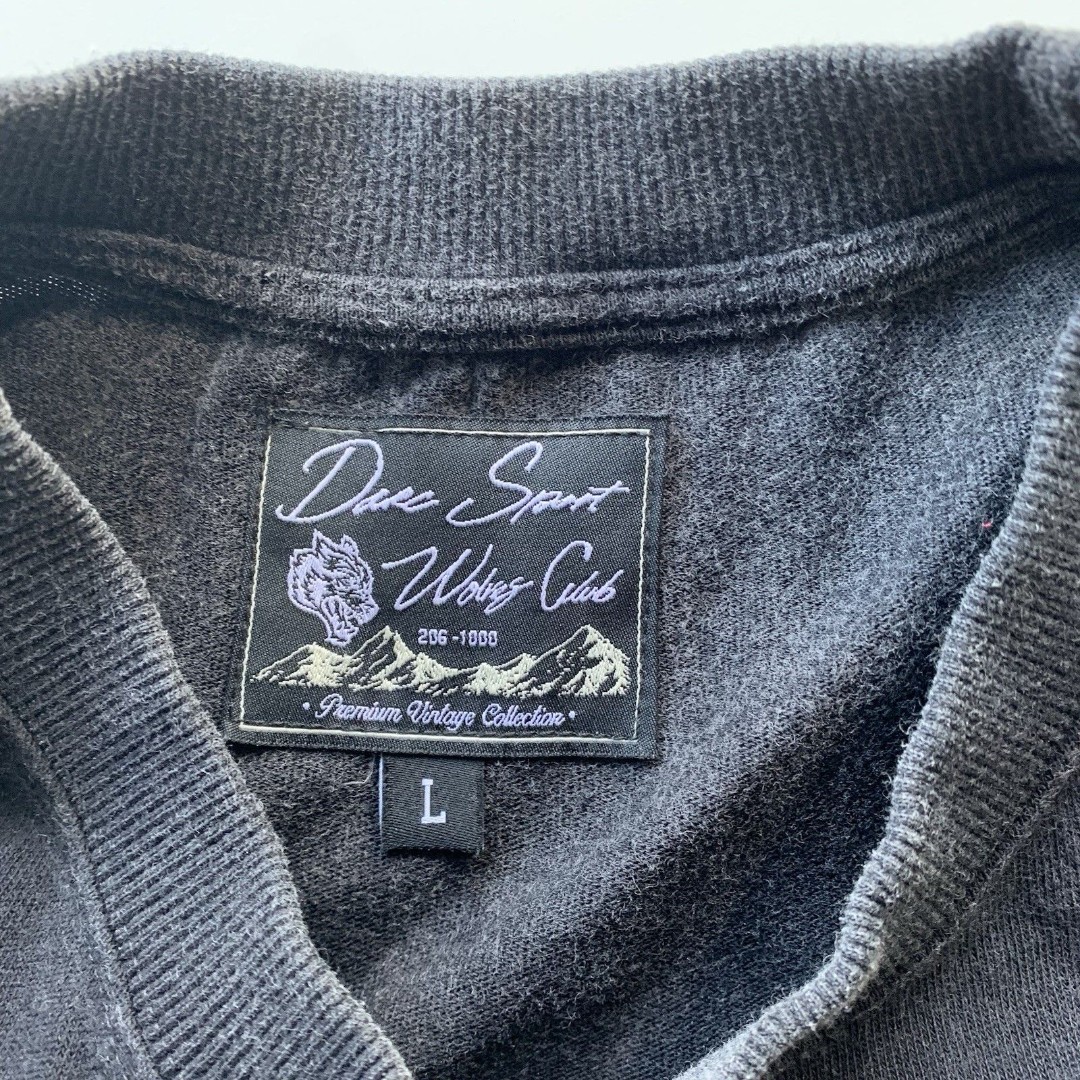 Darc Sport
Wolves Club
206-1000
• Premium Vintage Collection •
L